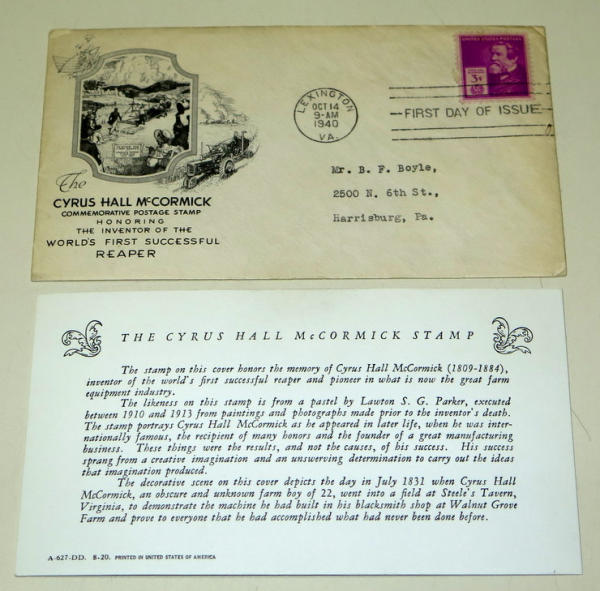 UNITED STATES POSTAGE
3¢
LEXINGTON
OCT 14
9-AM
1940
VA.
FIRST DAY OF ISSUE
The
CYRUS HALL McCORMICK
COMMEMORATIVE POSTAGE STAMP
HONORING
THE INVENTOR OF THE
WORLD'S FIRST SUCCESSFUL
REAPER
Mr. B. F. Boyle,
2500 N. 6th St.,
Harrisburg, Pa.
THE CYRUS HALL McCORMICK STAMP
The stamp on this cover honors the memory of Cyrus Hall McCormick (1809-1884),
inventor of the world's first successful reaper and pioneer in what is now the great farm
equipment industry.
The likeness on this stamp is from a pastel by Lawton S. G. Parker, executed
between 1910 and 1913 from paintings and photographs made prior to the inventor's death.
The stamp portrays Cyrus Hall McCormick as he appeared in later life, when he was inter-
nationally famous, the recipient of many honors and the founder of a great manufacturing
business. These things were the results, and not the causes, of his success. His success
sprang from a creative imagination and an unswerving determination to carry out the ideas
that imagination produced.
The decorative scene on this cover depicts the day in July 1831 when Cyrus Hall
McCormick, an obscure and unknown farm boy of 22, went into a field at Steele's Tavern,
Virginia, to demonstrate the machine he had built in his blacksmith shop at Walnut Grove
Farm and prove to everyone that he had accomplished what had never been done before.
A-627-DD. 8-20. PRINTED IN UNITED STATES OF AMERICA